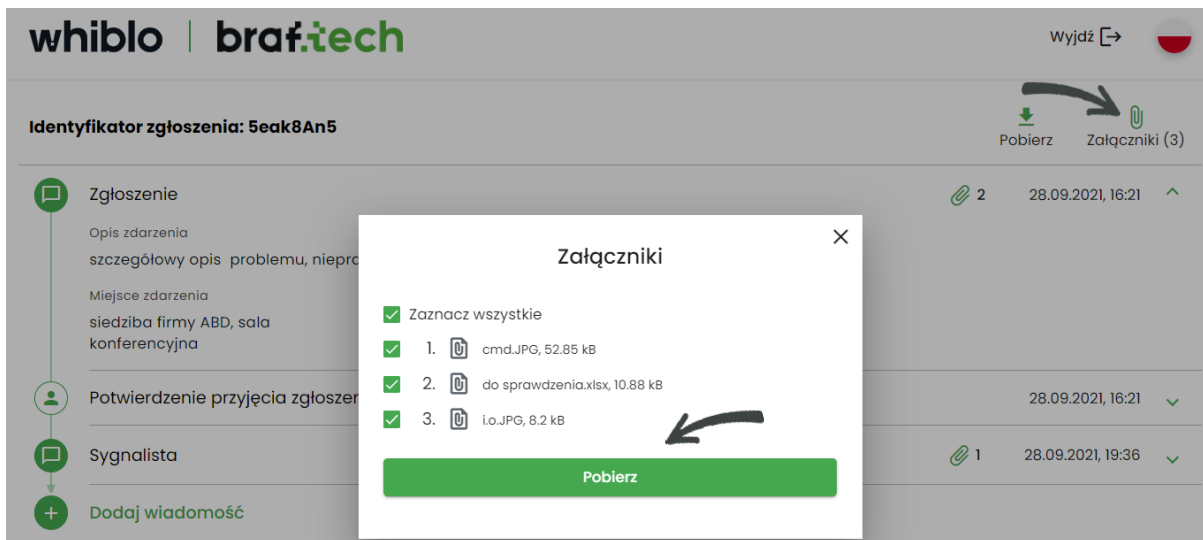 whiblo | braf.tech
Wyjdź
Identyfikator zgłoszenia: 5eak8An5
Pobierz
Załączniki (3)
Zgłoszenie
2
28.09.2021, 16:21
Opis zdarzenia
szczegółowy opis problemu,
Miejsce zdarzenia
siedziba firmy ABD, sala
konferencyjna
Potwierdzenie przyjęcia
28.09.2021, 16:21
Sygnalista
1
28.09.2021, 19:36
Dodaj wiadomość
Załączniki
Zaznacz wszystkie
1. cmd.JPG, 52.85 kB
2. do sprawdzenia.xlsx, 10.88 kB
3. i.o.JPG, 8.2 kB
Pobierz